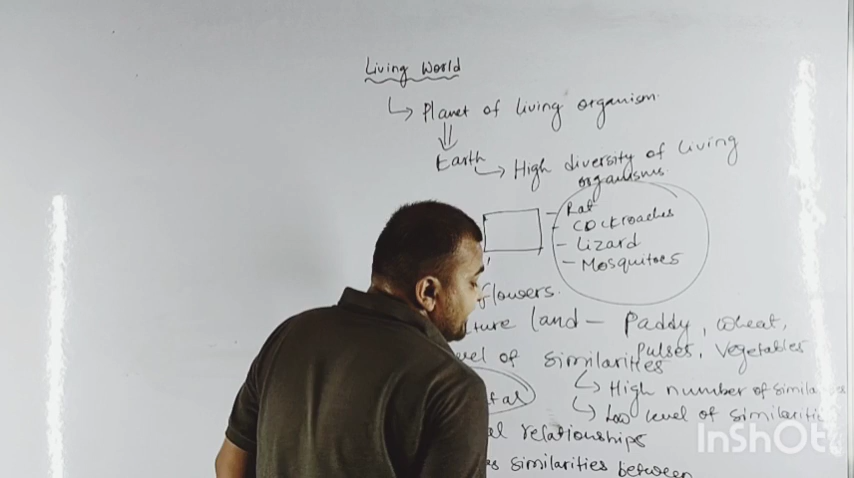 Living World
↳ Planet of living organism.
⇓
Earth
↳ High diversity of living
organisms.
- Rat
- Cockroaches
- Lizard
- Mosquitoes
flowers.
land - Paddy, wheat,
Pulses, Vegetables
of similarities
↳ High number of
↳ Low level of
relationships
similarities between
InShOt